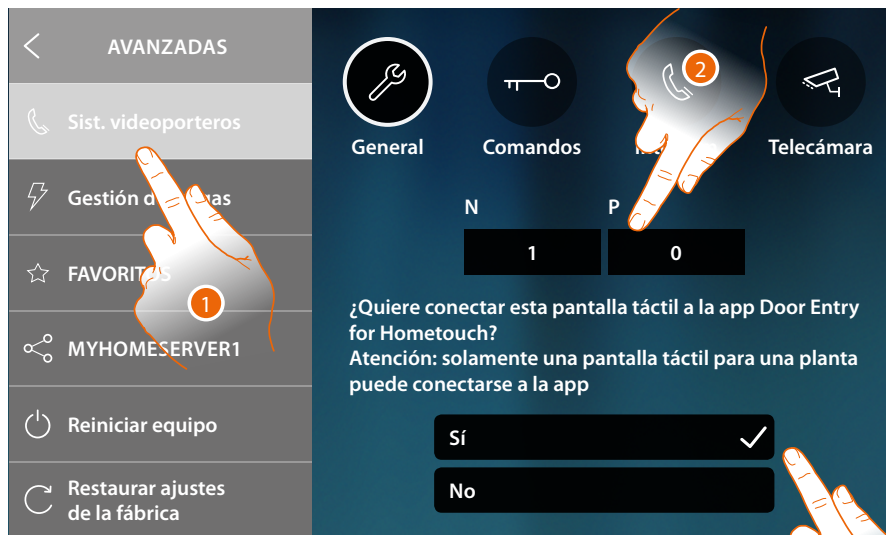 AVANZADAS
Sist. videoporteros
Gestión d
FAVORIT
MYHOMESERVER1
Reiniciar equipo
Restaurar ajustes
de la fábrica
2
General
Comandos
Telecámara
N
P
1
0
1
¿Quiere conectar esta pantalla táctil a la app Door Entry
for Hometouch?
Atención: solamente una pantalla táctil para una planta
puede conectarse a la app
Sí
No